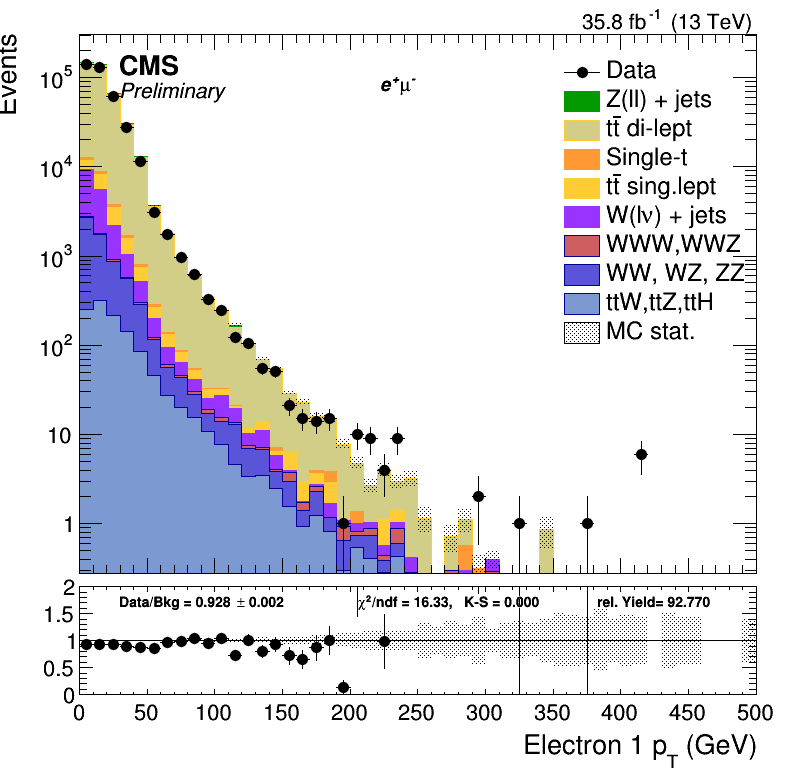 35.8 fb⁻¹ (13 TeV)
Events
CMS
Preliminary
e⁺μ⁻
Data
Z(ll) + jets
tt̄ di-lept
Single-t
tt̄ sing.lept
W(lν) + jets
WWW,WWZ
WW, WZ, ZZ
ttW,ttZ,ttH
MC stat.
10⁵
10⁴
10³
10²
10
1
Data/Bkg = 0.928 ± 0.002 χ²/ndf = 16.33, K-S = 0.000 rel. Yield= 92.770
2
1.5
1
0.5
0
0 50 100 150 200 250 300 350 400 450 500
Electron 1 p_T (GeV)